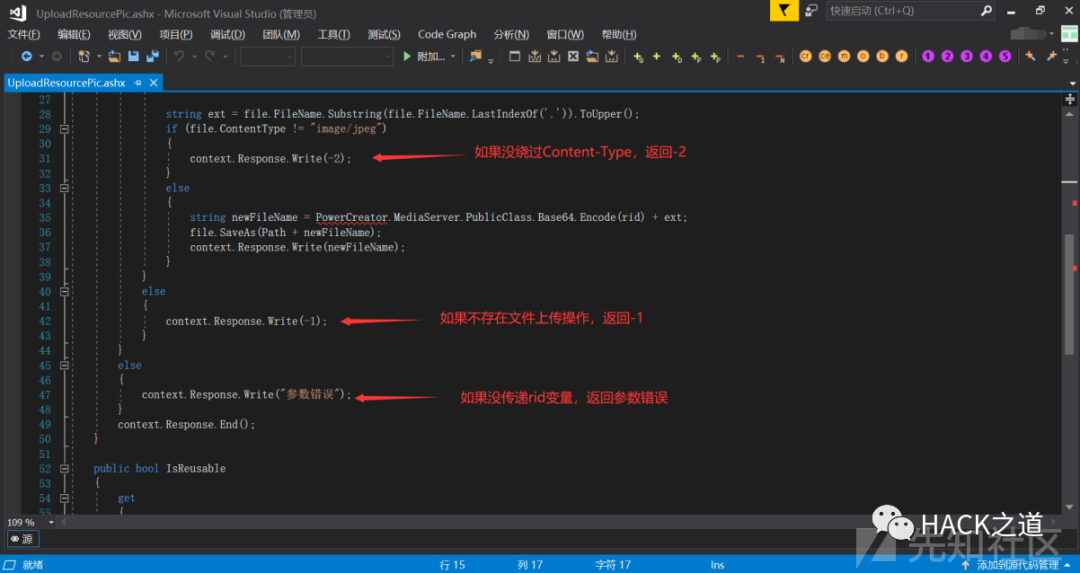 UploadResourcePic.ashx - Microsoft Visual Studio (管理员)
快速启动 (Ctrl+Q)
文件(F) 编辑(E) 视图(V) 项目(P) 调试(D) 团队(M) 工具(T) 测试(S) Code Graph 分析(N) 窗口(W) 帮助(H)
附加...
UploadResourcePic.ashx
27
28 string ext = file.FileName.Substring(file.FileName.LastIndexOf('.')).ToUpper();
29 if (file.ContentType != "image/jpeg")
30 {
31 context.Response.Write(-2); 如果没绕过Content-Type，返回-2
32 }
33 else
34 {
35 string newFileName = PowerCreator.MediaServer.PublicClass.Base64.Encode(rid) + ext;
36 file.SaveAs(Path + newFileName);
37 context.Response.Write(newFileName);
38 }
39 }
40 else
41 {
42 context.Response.Write(-1); 如果不存在文件上传操作，返回-1
43 }
44 }
45 else
46 {
47 context.Response.Write("参数错误"); 如果没传递rid变量，返回参数错误
48 }
49 context.Response.End();
50 }
51
52 public bool IsReusable
53 {
54 get
55 {
109 %
源
HACK之道
先知社区
就绪 行 15 列 17 字符 17 Ins 添加到源代码管理